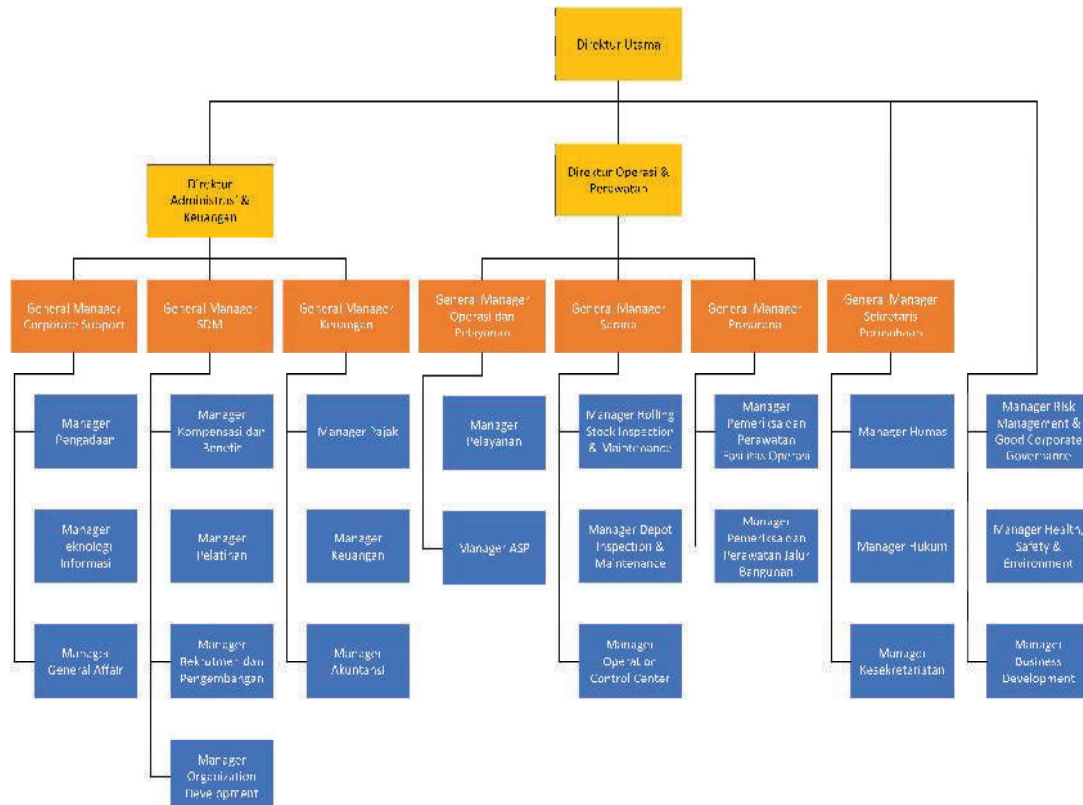 Direktur Utama
Direktur Operasi &
Perawatan
Direktur
Administrasi &
Keuangan
General Manager
Corporate Support
General Manager
SDM
General Manager
Keuangan
General Manager
Operasi dan
Pelayanan
General Manager
Sarana
General Manager
Prasarana
General Manager
Sekretaris
Perusahaan
Manager
Pengadaan
Manager
Kompensasi dan
Benefit
Manager Pajak
Manager
Pelayanan
Manager Rolling
Stock Inspection
& Maintenance
Manager
Pemeriksa dan
Perawatan
Fasilitas Operasi
Manager Humas
Manager Risk
Management &
Good Corporate
Governance
Manager
Teknologi
Informasi
Manager
Pelatihan
Manager
Keuangan
Manager ASP
Manager Depot
Inspection &
Maintenance
Manager
Pemeriksa dan
Perawatan Jalur
Bangunan
Manager Hukum
Manager Health,
Safety &
Environment
Manager
General Affair
Manager
Rekrutmen dan
Pengembangan
Manager
Akuntansi
Manager
Operation
Control Center
Manager
Kesekretariatan
Manager
Business
Development
Manager
Organization
Development